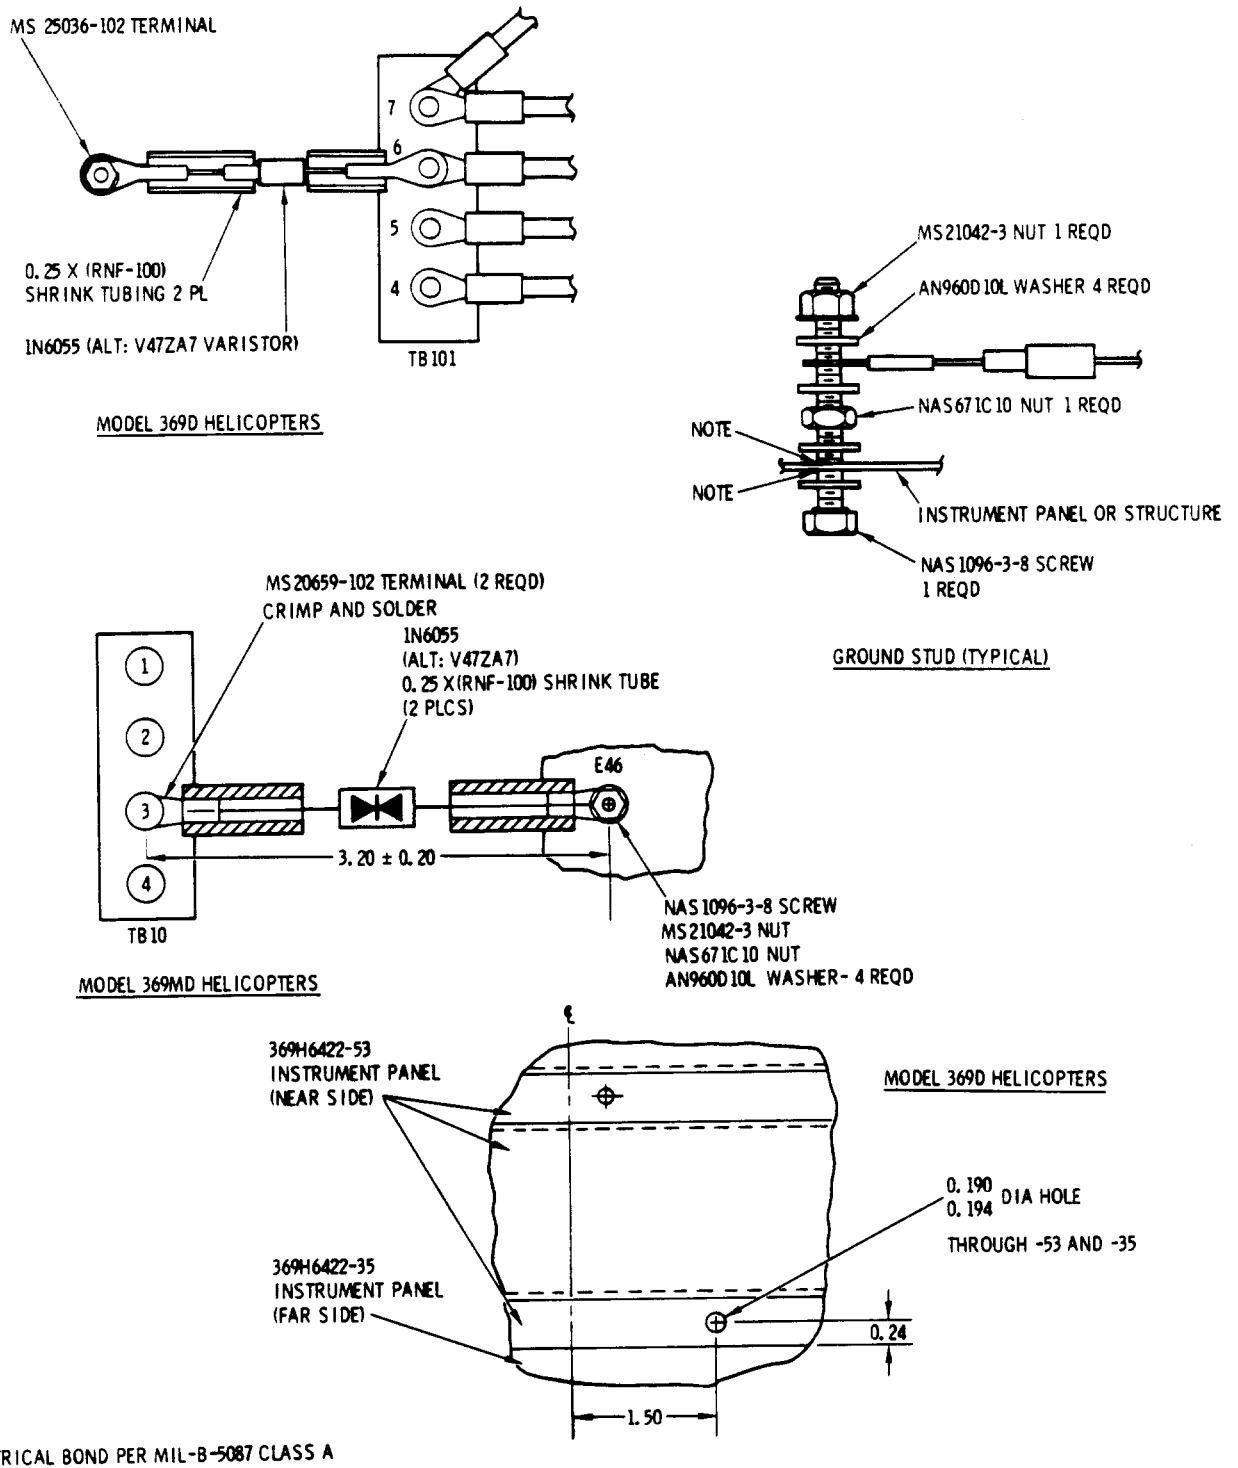 MS 25036-102 TERMINAL
7
6
5
4
0.25 X (RNF-100)
SHRINK TUBING 2 PL
1N6055 (ALT: V47ZA7 VARISTOR)
TB101
MODEL 369D HELICOPTERS
MS21042-3 NUT 1 REQD
AN960D10L WASHER 4 REQD
NAS671C10 NUT 1 REQD
NOTE
NOTE
INSTRUMENT PANEL OR STRUCTURE
NAS1096-3-8 SCREW
1 REQD
GROUND STUD (TYPICAL)
MS20659-102 TERMINAL (2 REQD)
CRIMP AND SOLDER
1N6055
(ALT: V47ZA7)
0.25 X (RNF-100) SHRINK TUBE
(2 PLCS)
1
2
3
4
E46
3.20 ± 0.20
TB10
NAS1096-3-8 SCREW
MS21042-3 NUT
NAS671C10 NUT
AN960D10L WASHER- 4 REQD
MODEL 369MD HELICOPTERS
℄
369H6422-53
INSTRUMENT PANEL
(NEAR SIDE)
MODEL 369D HELICOPTERS
0.190
0.194 DIA HOLE
THROUGH -53 AND -35
369H6422-35
INSTRUMENT PANEL
(FAR SIDE)
0.24
1.50
TRICAL BOND PER MIL-B-5087 CLASS A